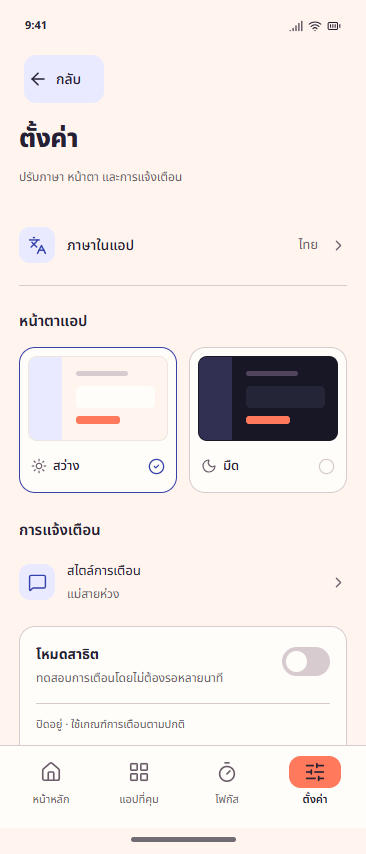 9:41
กลับ
ตั้งค่า
ปรับภาษา หน้าตา และการแจ้งเตือน
ภาษาในแอป
ไทย
หน้าตาแอป
สว่าง
มืด
การแจ้งเตือน
สไตล์การเตือน
แม่สายห่วง
โหมดสาธิต
ทดสอบการเตือนโดยไม่ต้องรอหลายนาที
ปิดอยู่ · ใช้เกณฑ์การเตือนตามปกติ
หน้าหลัก
แอปที่คุม
โฟกัส
ตั้งค่า